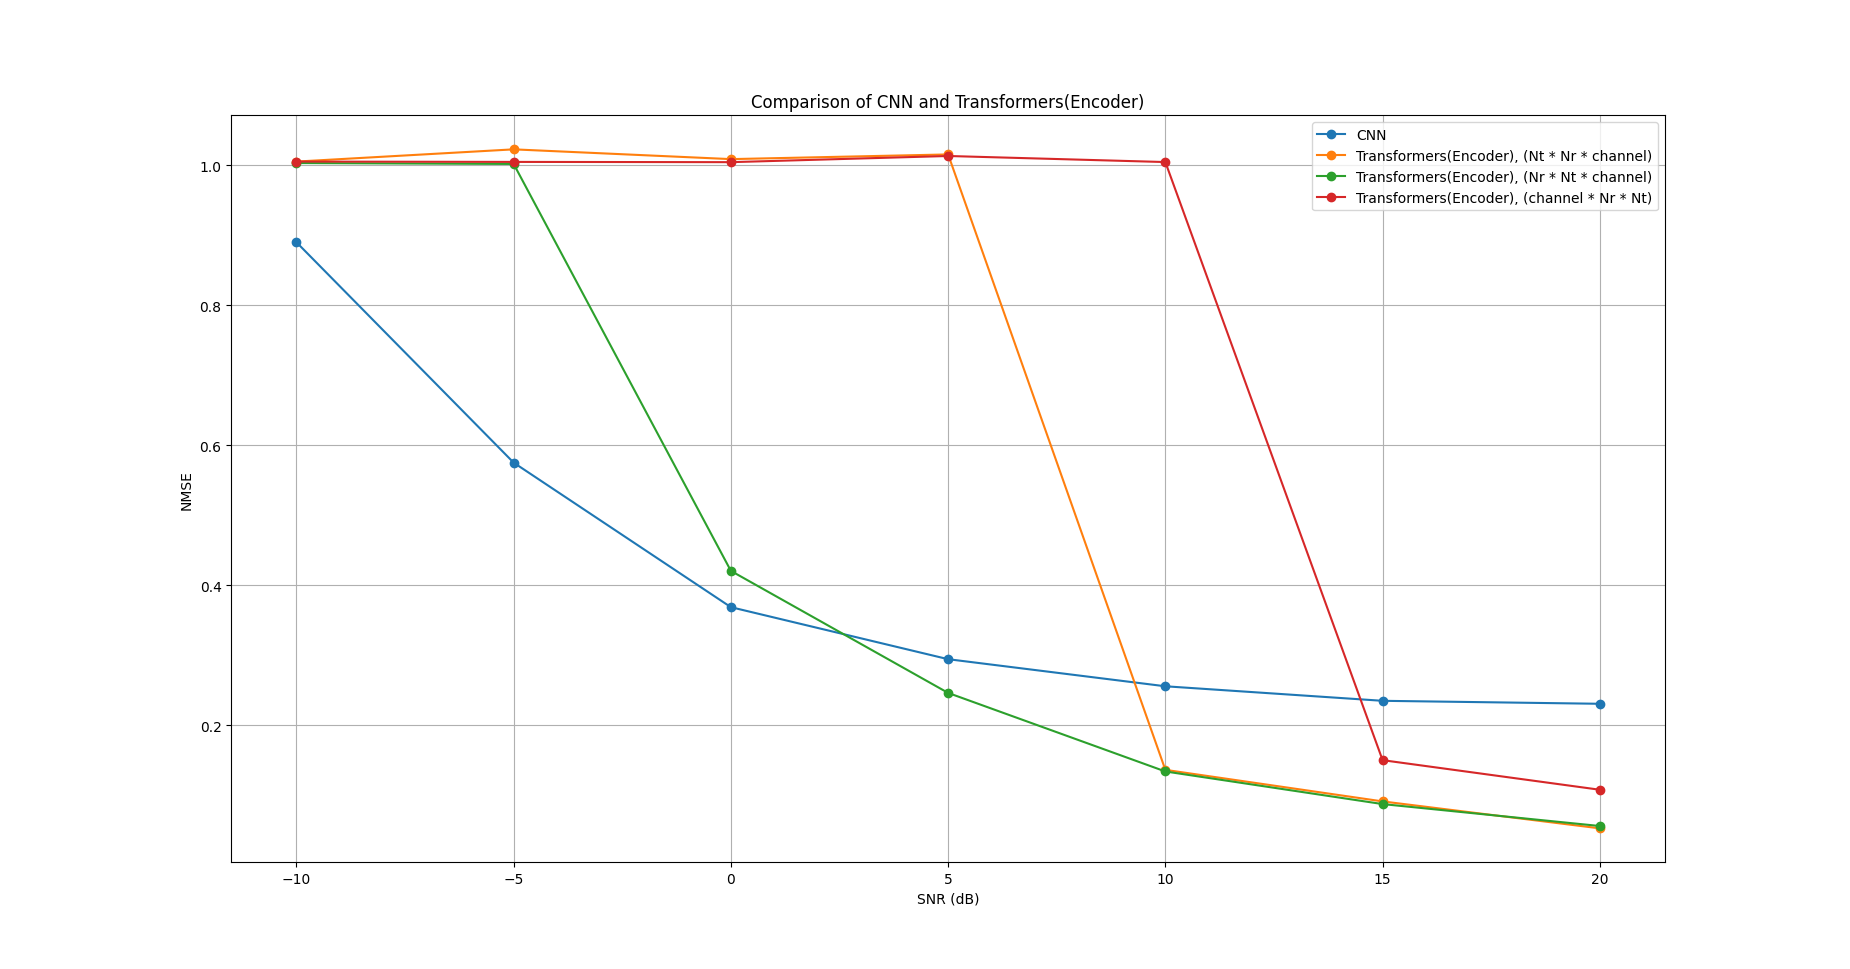 Comparison of CNN and Transformers(Encoder)
CNN
Transformers(Encoder), (Nt * Nr * channel)
Transformers(Encoder), (Nr * Nt * channel)
Transformers(Encoder), (channel * Nr * Nt)
1.0
0.8
0.6
0.4
0.2
NMSE
−10 −5 0 5 10 15 20
SNR (dB)